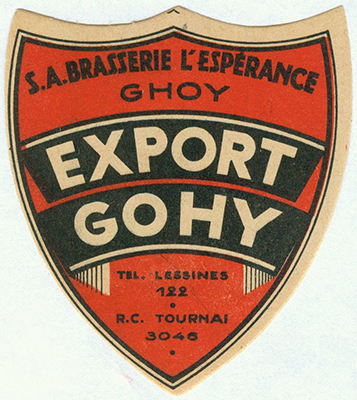 S.A. BRASSERIE L'ESPÉRANCE
GHOY
EXPORT
GOHY
TEL. LESSINES
122
R.C. TOURNAI
3046